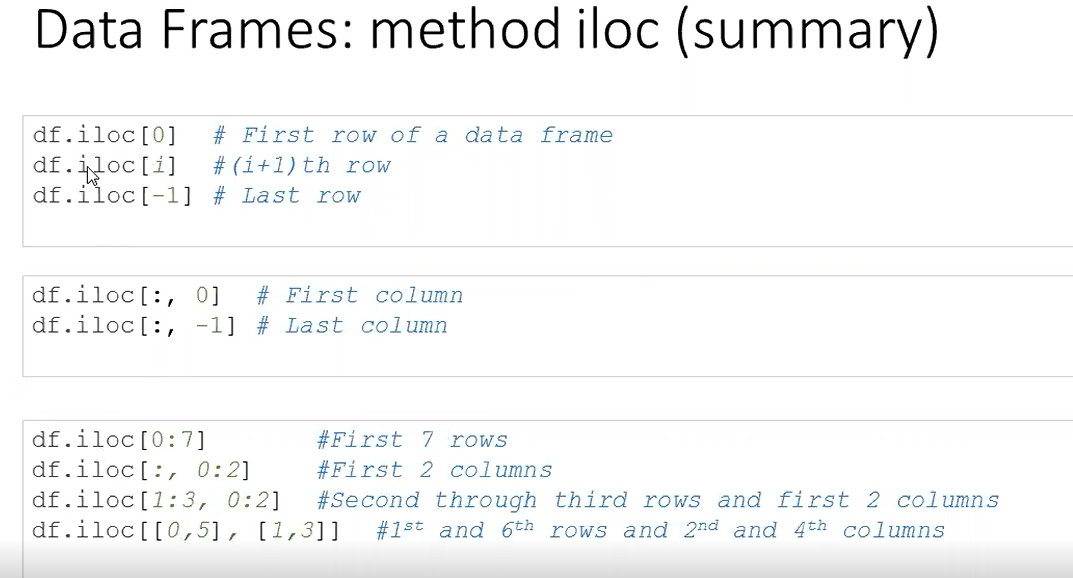 Data Frames: method iloc (summary)
df.iloc[0] # First row of a data frame
df.iloc[i] #(i+1)th row
df.iloc[-1] # Last row
df.iloc[:, 0] # First column
df.iloc[:, -1] # Last column
df.iloc[0:7] #First 7 rows
df.iloc[:, 0:2] #First 2 columns
df.iloc[1:3, 0:2] #Second through third rows and first 2 columns
df.iloc[[0,5], [1,3]] #1st and 6th rows and 2nd and 4th columns